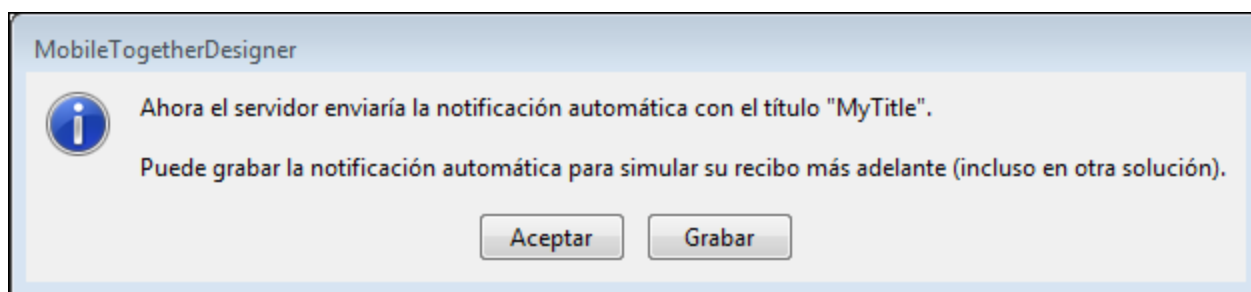 MobileTogetherDesigner
Ahora el servidor enviaría la notificación automática con el título "MyTitle".
Puede grabar la notificación automática para simular su recibo más adelante (incluso en otra solución).
Aceptar Grabar